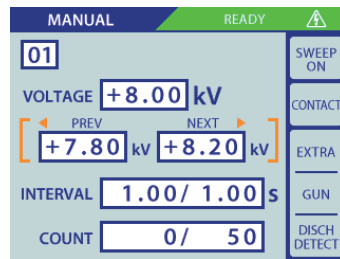 MANUAL READY
01
VOLTAGE +8.00 kV
PREV NEXT
+7.80 kV +8.20 kV
INTERVAL 1.00/ 1.00 s
COUNT 0/ 50
SWEEP
ON
CONTACT
EXTRA
GUN
DISCH
DETECT